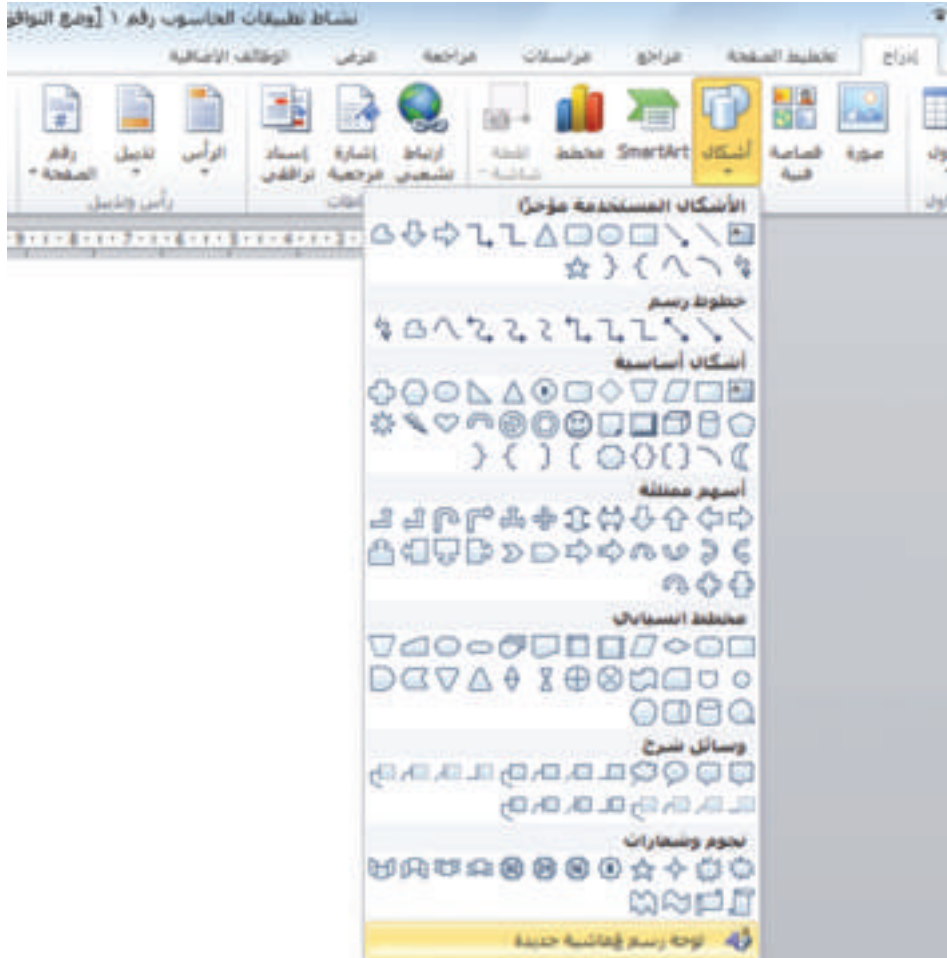 نشاط تطبيقات الحاسوب رقم ١ [وضع التوافق
إدراج تخطيط الصفحة مراجع مراسلات مراجعة عرض الوظائف الإضافية
صورة قصاصة فنية أشكال SmartArt مخطط لقطة شاشة ارتباط تشعبي إشارة مرجعية إسناد ترافقي الرأس تذييل رقم الصفحة
رأس وتذييل
الأشكال المستخدمة مؤخرًا
خطوط رسم
أشكال أساسية
أسهم ممتلئة
مخطط انسيابي
وسائل شرح
نجوم وشعارات
لوحة رسم قماشية جديدة